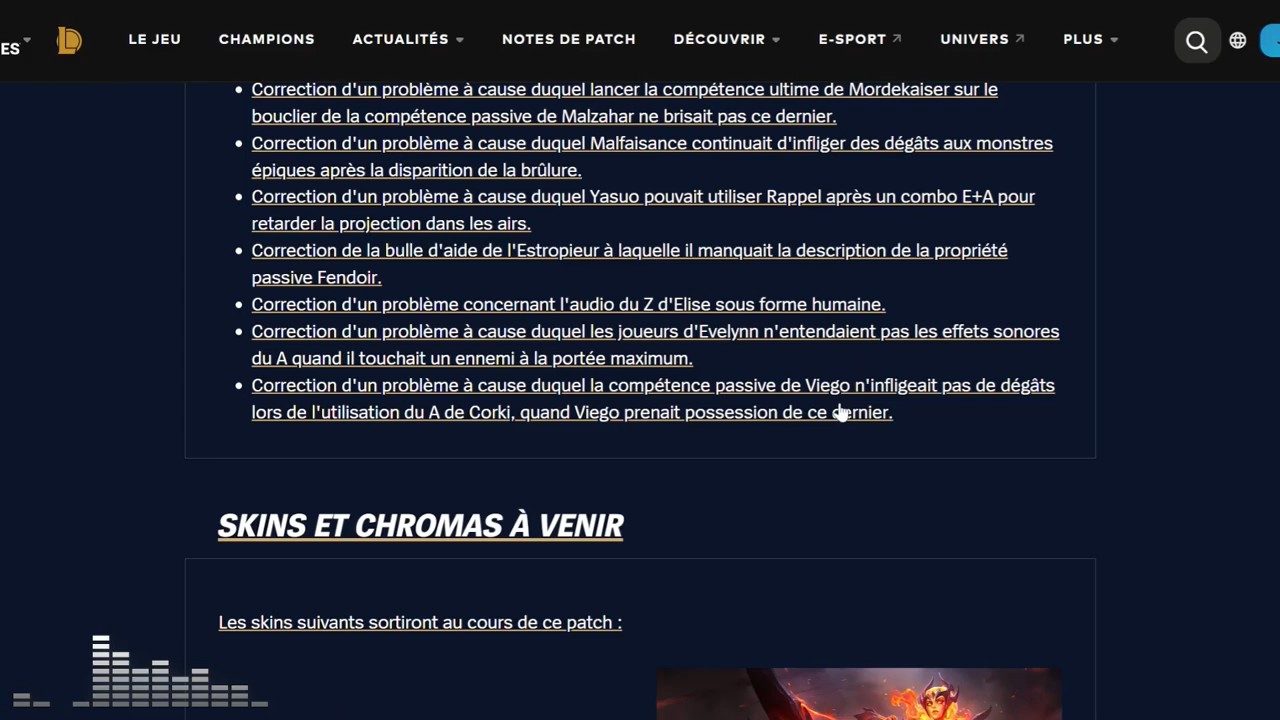 ES
LE JEU CHAMPIONS ACTUALITÉS NOTES DE PATCH DÉCOUVRIR E-SPORT UNIVERS PLUS
Correction d'un problème à cause duquel lancer la compétence ultime de Mordekaiser sur le
bouclier de la compétence passive de Malzahar ne brisait pas ce dernier.
Correction d'un problème à cause duquel Malfaisance continuait d'infliger des dégâts aux monstres
épiques après la disparition de la brûlure.
Correction d'un problème à cause duquel Yasuo pouvait utiliser Rappel après un combo E+A pour
retarder la projection dans les airs.
Correction de la bulle d'aide de l'Estropieur à laquelle il manquait la description de la propriété
passive Fendoir.
Correction d'un problème concernant l'audio du Z d'Elise sous forme humaine.
Correction d'un problème à cause duquel les joueurs d'Evelynn n'entendaient pas les effets sonores
du A quand il touchait un ennemi à la portée maximum.
Correction d'un problème à cause duquel la compétence passive de Viego n'infligeait pas de dégâts
lors de l'utilisation du A de Corki, quand Viego prenait possession de ce dernier.
SKINS ET CHROMAS À VENIR
Les skins suivants sortiront au cours de ce patch :